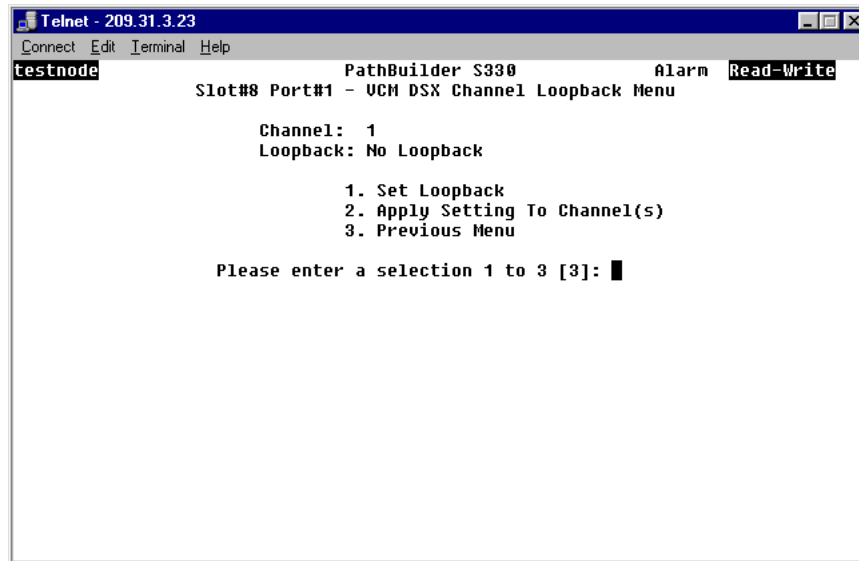 Telnet - 209.31.3.23
Connect Edit Terminal Help
testnode PathBuilder S330 Alarm Read-Write
Slot#8 Port#1 - VCM DSX Channel Loopback Menu
Channel: 1
Loopback: No Loopback
1. Set Loopback
2. Apply Setting To Channel(s)
3. Previous Menu
Please enter a selection 1 to 3 [3]: